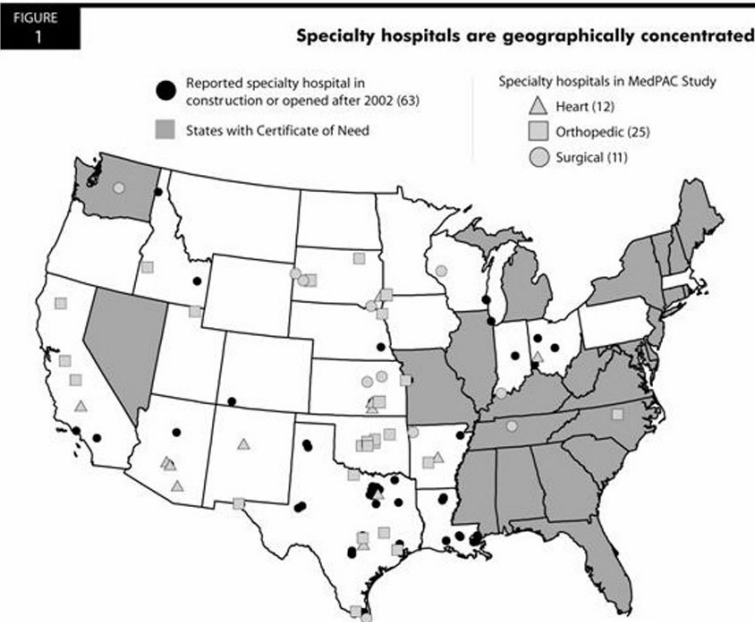 FIGURE
1
Specialty hospitals are geographically concentrated
Reported specialty hospital in
construction or opened after 2002 (63)
States with Certificate of Need
Specialty hospitals in MedPAC Study
Heart (12)
Orthopedic (25)
Surgical (11)